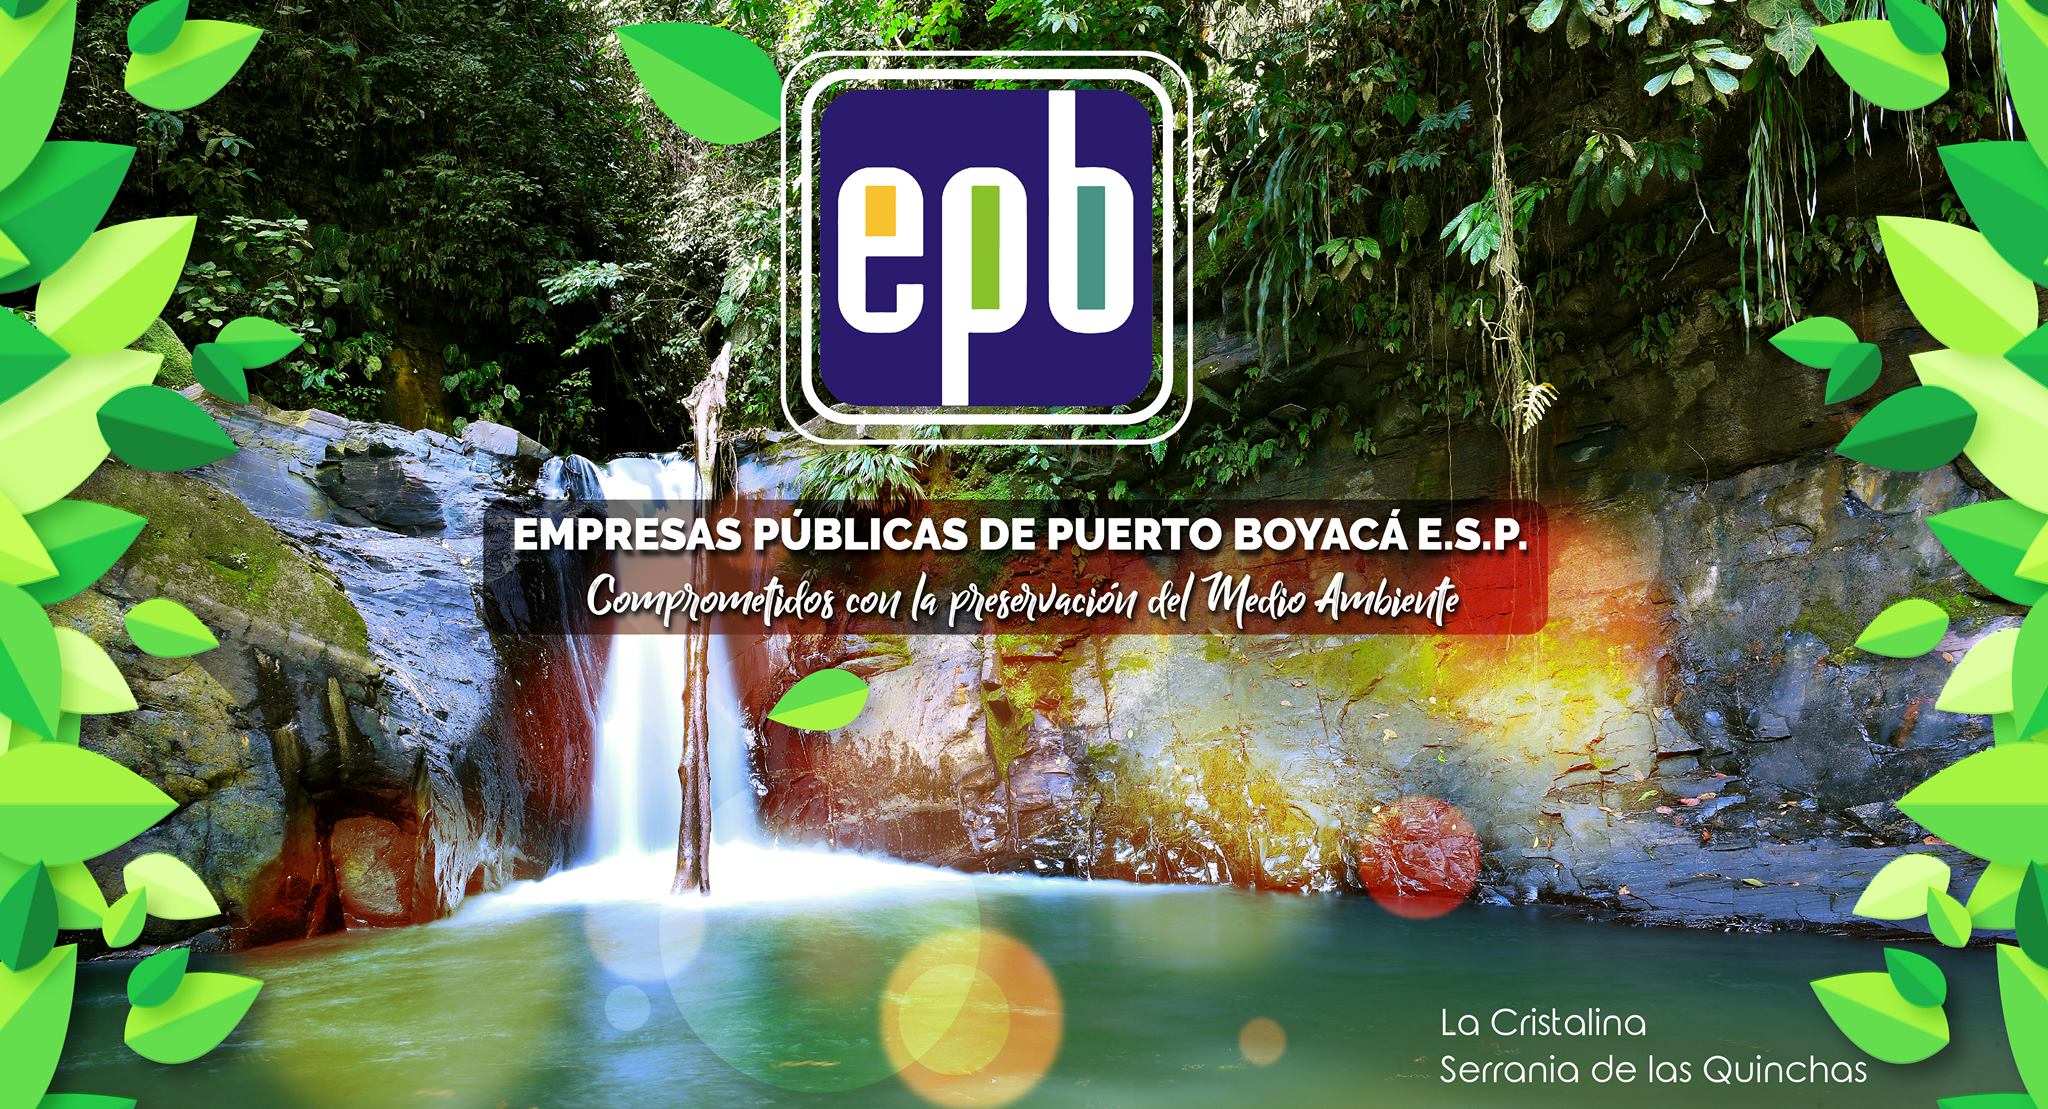 epb
EMPRESAS PÚBLICAS DE PUERTO BOYACÁ E.S.P.
Comprometidos con la preservación del Medio Ambiente
La Cristalina
Serrania de las Quinchas